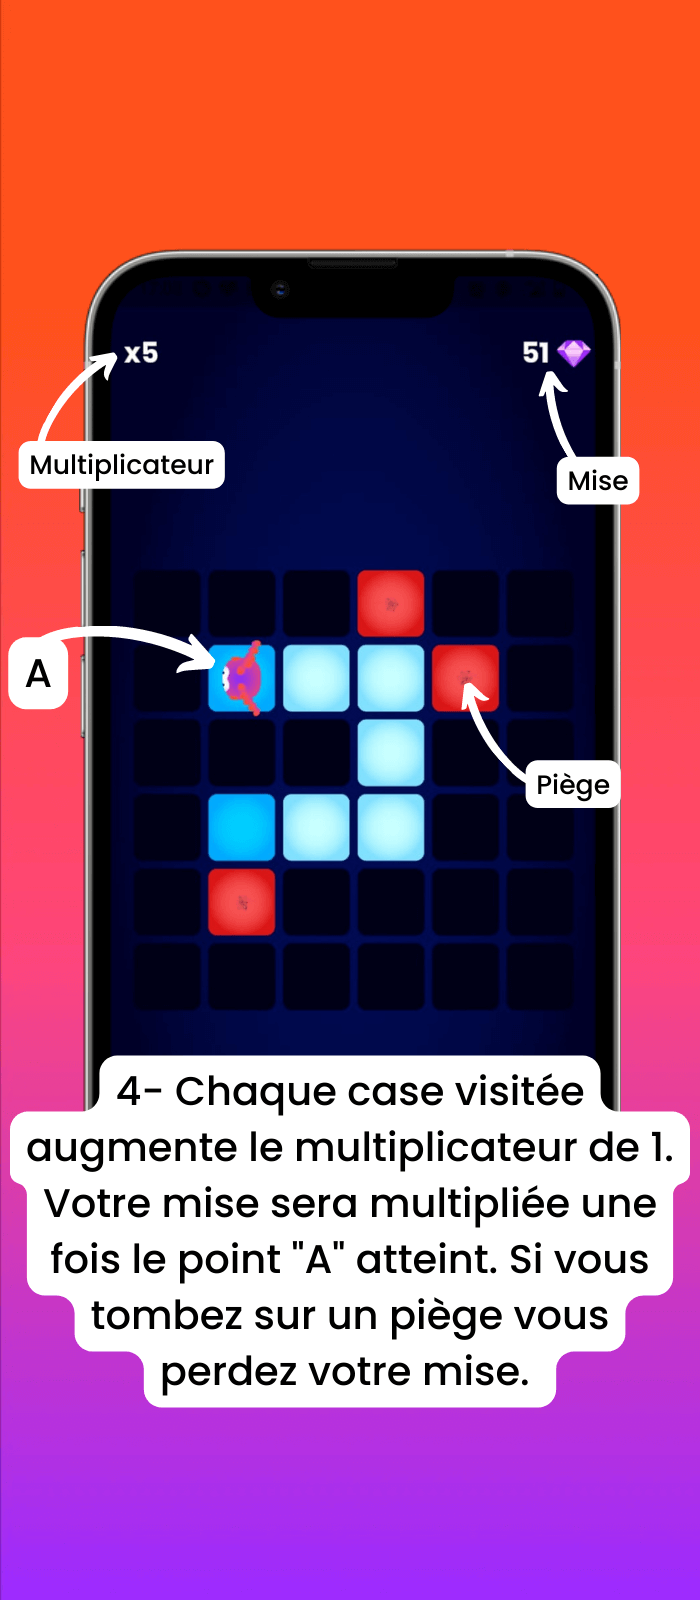 x5
51
Multiplicateur
Mise
A
Piège
4- Chaque case visitée
augmente le multiplicateur de 1.
Votre mise sera multipliée une
fois le point "A" atteint. Si vous
tombez sur un piège vous
perdez votre mise.